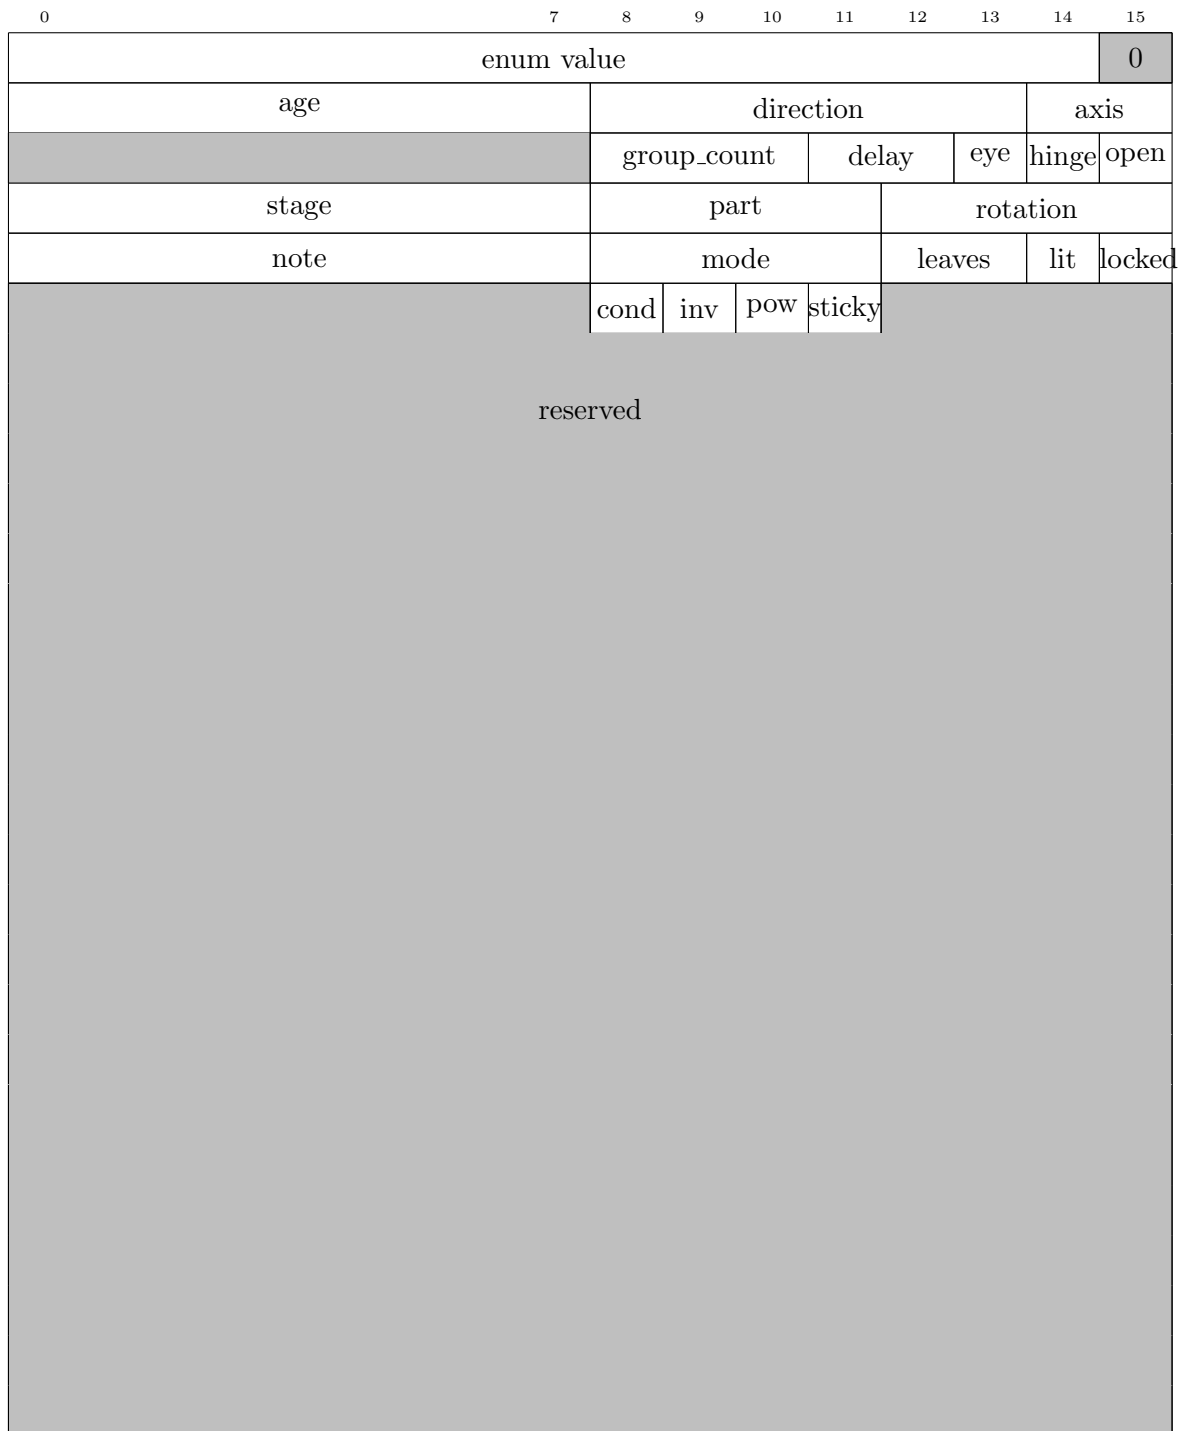 0 7 8 9 10 11 12 13 14 15
enum value 0
age direction axis
group_count delay eye hinge open
stage part rotation
note mode leaves lit locked
cond inv pow sticky
reserved